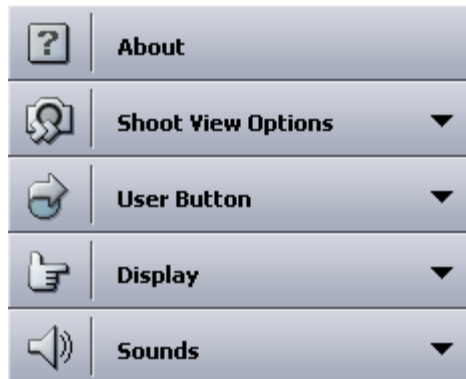 ?
About
Shoot View Options
User Button
Display
Sounds